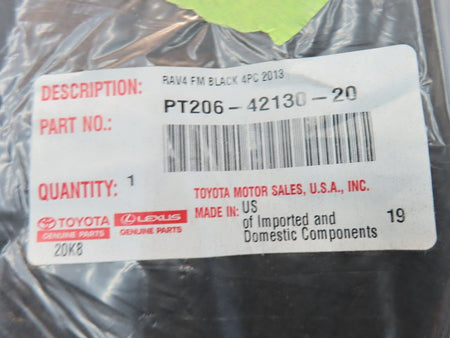 DESCRIPTION: RAV4 FM BLACK 4PC 2013
PART NO.: PT206-42130-20
QUANTITY: 1
TOYOTA MOTOR SALES, U.S.A., INC.
MADE IN: US
of Imported and
Domestic Components
19
TOYOTA
GENUINE PARTS
LEXUS
GENUINE PARTS
20K8